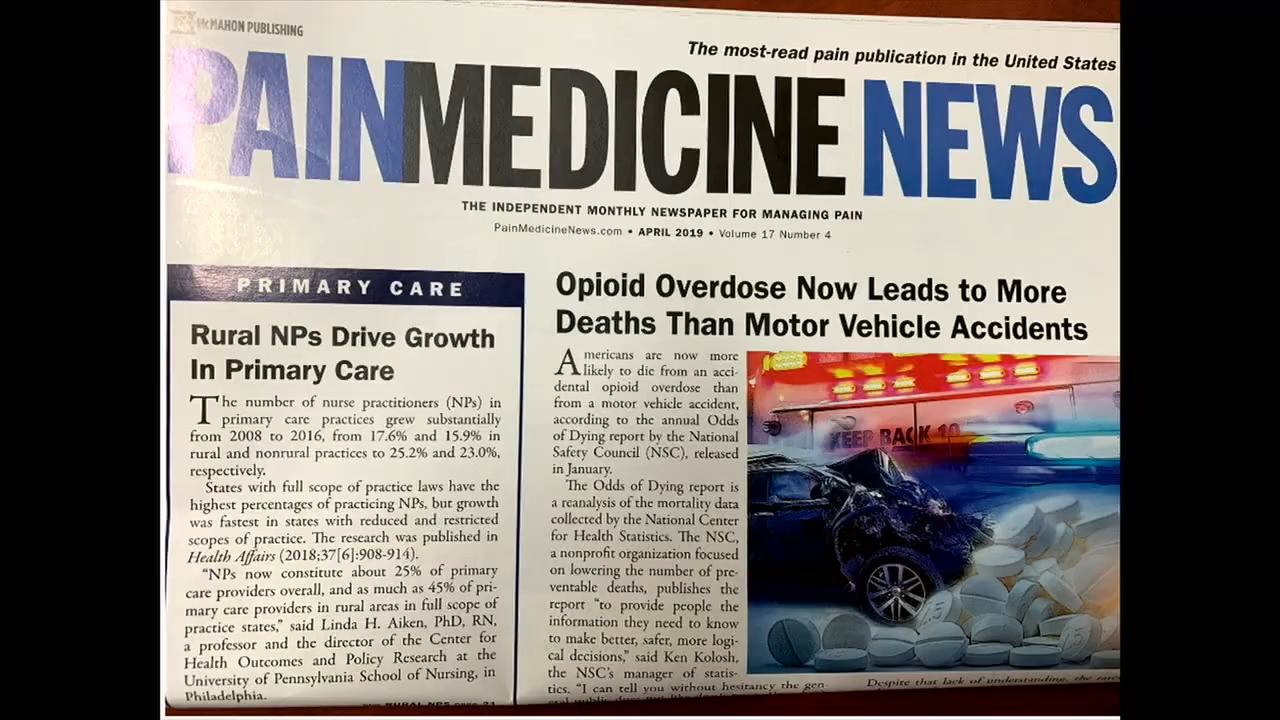 McMAHON PUBLISHING
The most-read pain publication in the United States
PAINMEDICINE NEWS
THE INDEPENDENT MONTHLY NEWSPAPER FOR MANAGING PAIN
PainMedicineNews.com • APRIL 2019 • Volume 17 Number 4
PRIMARY CARE
Rural NPs Drive Growth
In Primary Care
The number of nurse practitioners (NPs) in
primary care practices grew substantially
from 2008 to 2016, from 17.6% and 15.9% in
rural and nonrural practices to 25.2% and 23.0%,
respectively.
States with full scope of practice laws have the
highest percentages of practicing NPs, but growth
was fastest in states with reduced and restricted
scopes of practice. The research was published in
Health Affairs (2018;37[6]:908-914).
“NPs now constitute about 25% of primary
care providers overall, and as much as 45% of pri-
mary care providers in rural areas in full scope of
practice states,” said Linda H. Aiken, PhD, RN,
a professor and the director of the Center for
Health Outcomes and Policy Research at the
University of Pennsylvania School of Nursing, in
Philadelphia.
Opioid Overdose Now Leads to More
Deaths Than Motor Vehicle Accidents
Americans are now more
likely to die from an acci-
dental opioid overdose than
from a motor vehicle accident,
according to the annual Odds
of Dying report by the National
Safety Council (NSC), released
in January.
The Odds of Dying report is
a reanalysis of the mortality data
collected by the National Center
for Health Statistics. The NSC,
a nonprofit organization focused
on lowering the number of pre-
ventable deaths, publishes the
report “to provide people the
information they need to know
to make better, safer, more logi-
cal decisions,” said Ken Kolosh,
the NSC’s manager of statis-
tics. “I can tell you without hesitancy the gen-
KEEP BACK 10
Despite that lack of understanding, the